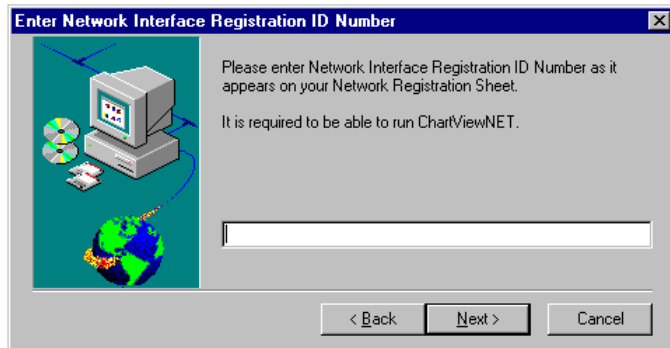 Enter Network Interface Registration ID Number
Please enter Network Interface Registration ID Number as it
appears on your Network Registration Sheet.
It is required to be able to run ChartViewNET.
< Back
Next >
Cancel